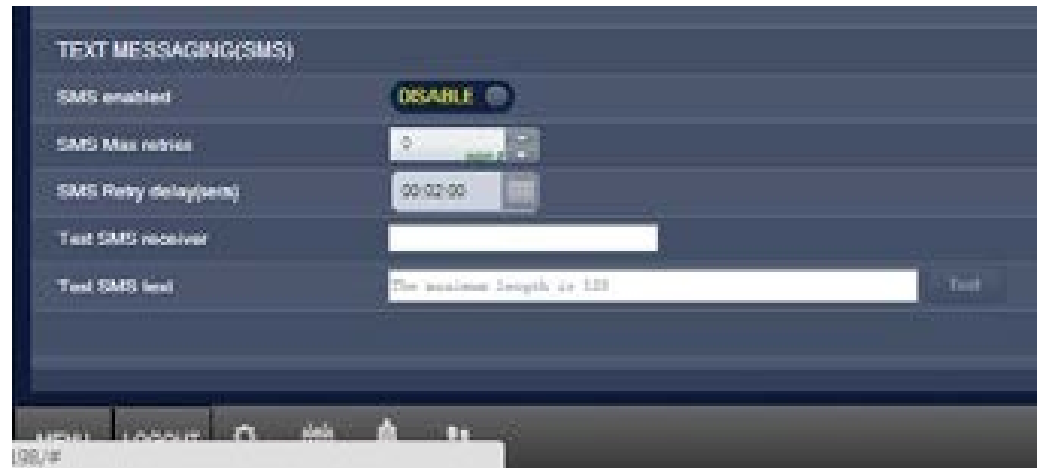 TEXT MESSAGING(SMS)
SMS enabled DISABLE
SMS Max retries
SMS Retry delay(secs) 00:02:00
Test SMS receiver
Test SMS text The maximum length is Test
MENU LOGOUT
198/#